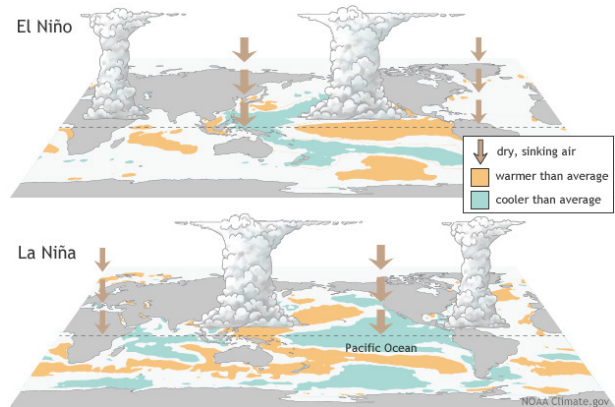 El Niño
dry, sinking air
warmer than average
cooler than average
La Niña
Pacific Ocean
NOAA Climate.gov